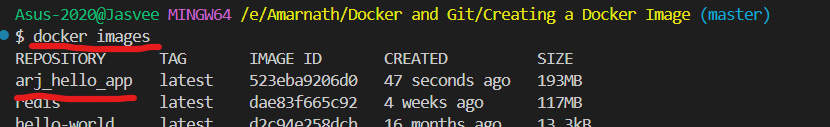 Asus-2020@Jasvee MINGW64 /e/Amarnath/Docker and Git/Creating a Docker Image (master)
$ docker images
REPOSITORY TAG IMAGE ID CREATED SIZE
arj_hello_app latest 523eba9206d0 47 seconds ago 193MB
redis latest dae83f665c92 4 weeks ago 117MB
hello-world latest d2c94e258dcb 16 months ago 13.3kB